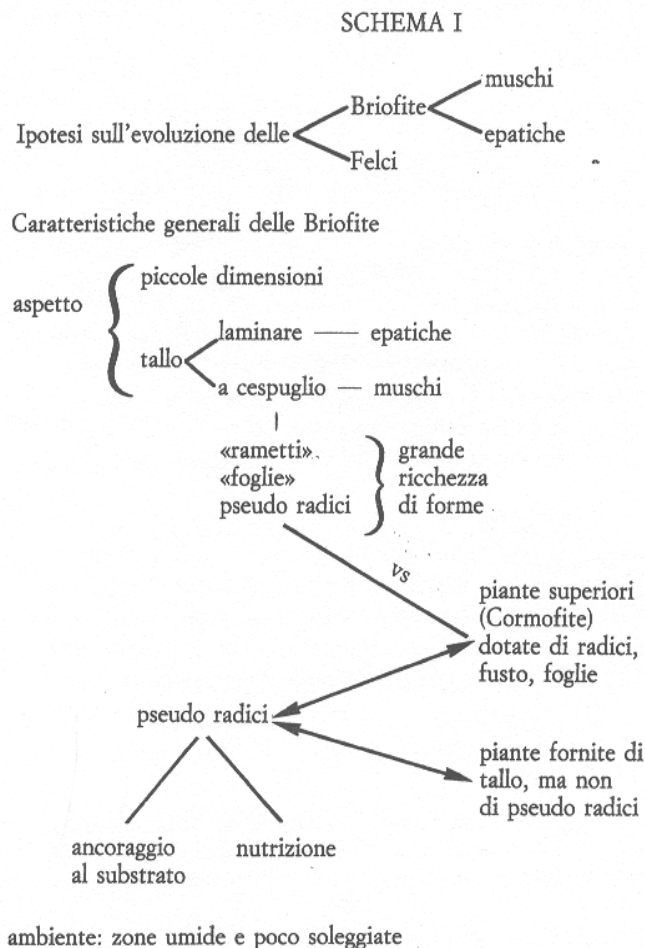 SCHEMA I
muschi
Briofite
Ipotesi sull'evoluzione delle
epatiche
Felci
Caratteristiche generali delle Briofite
piccole dimensioni
aspetto
laminare — epatiche
tallo
a cespuglio — muschi
«rametti»
«foglie»
pseudo radici
grande
ricchezza
di forme
vs
piante superiori
(Cormofite)
dotate di radici,
fusto, foglie
pseudo radici
piante fornite di
tallo, ma non
di pseudo radici
ancoraggio
al substrato
nutrizione
ambiente: zone umide e poco soleggiate